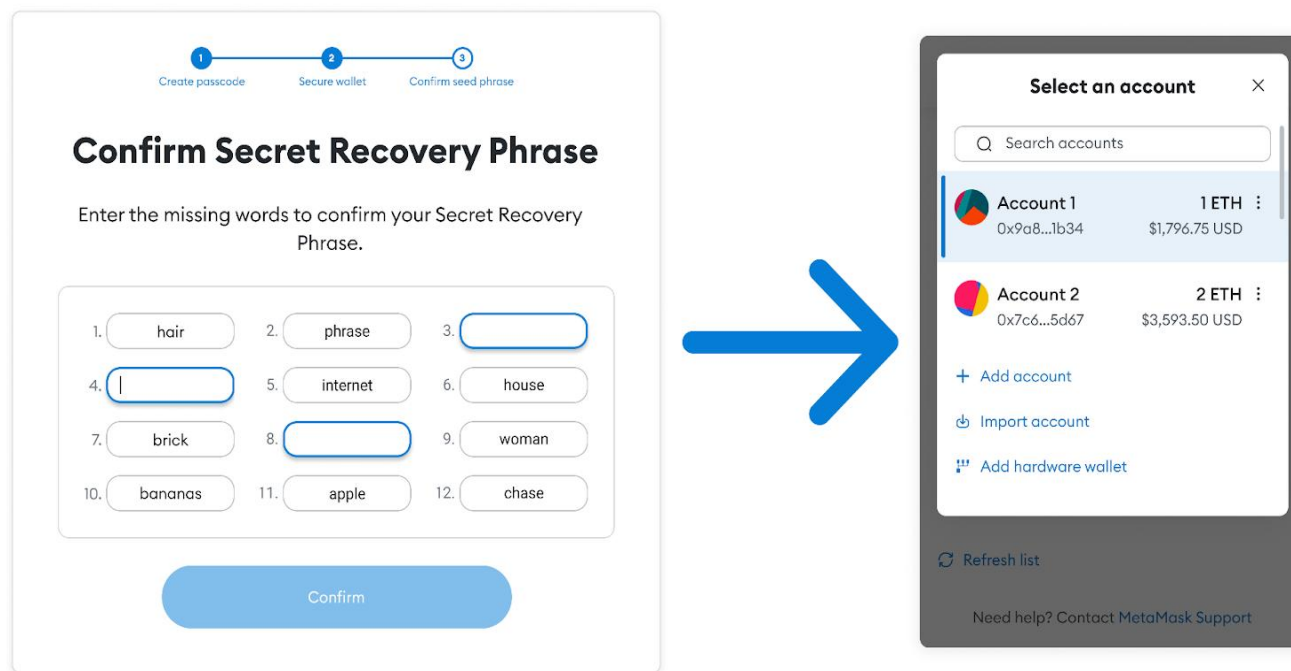 1
2
3
Create passcode
Secure wallet
Confirm seed phrase
Confirm Secret Recovery Phrase
Enter the missing words to confirm your Secret Recovery
Phrase.
1. hair 2. phrase 3.
4. 5. internet 6. house
7. brick 8. 9. woman
10. bananas 11. apple 12. chase
Confirm
Select an account
Search accounts
Account 1 1 ETH
0x9a8...1b34 $1,796.75 USD
Account 2 2 ETH
0x7c6...5d67 $3,593.50 USD
+ Add account
Import account
Add hardware wallet
Refresh list
Need help? Contact MetaMask Support